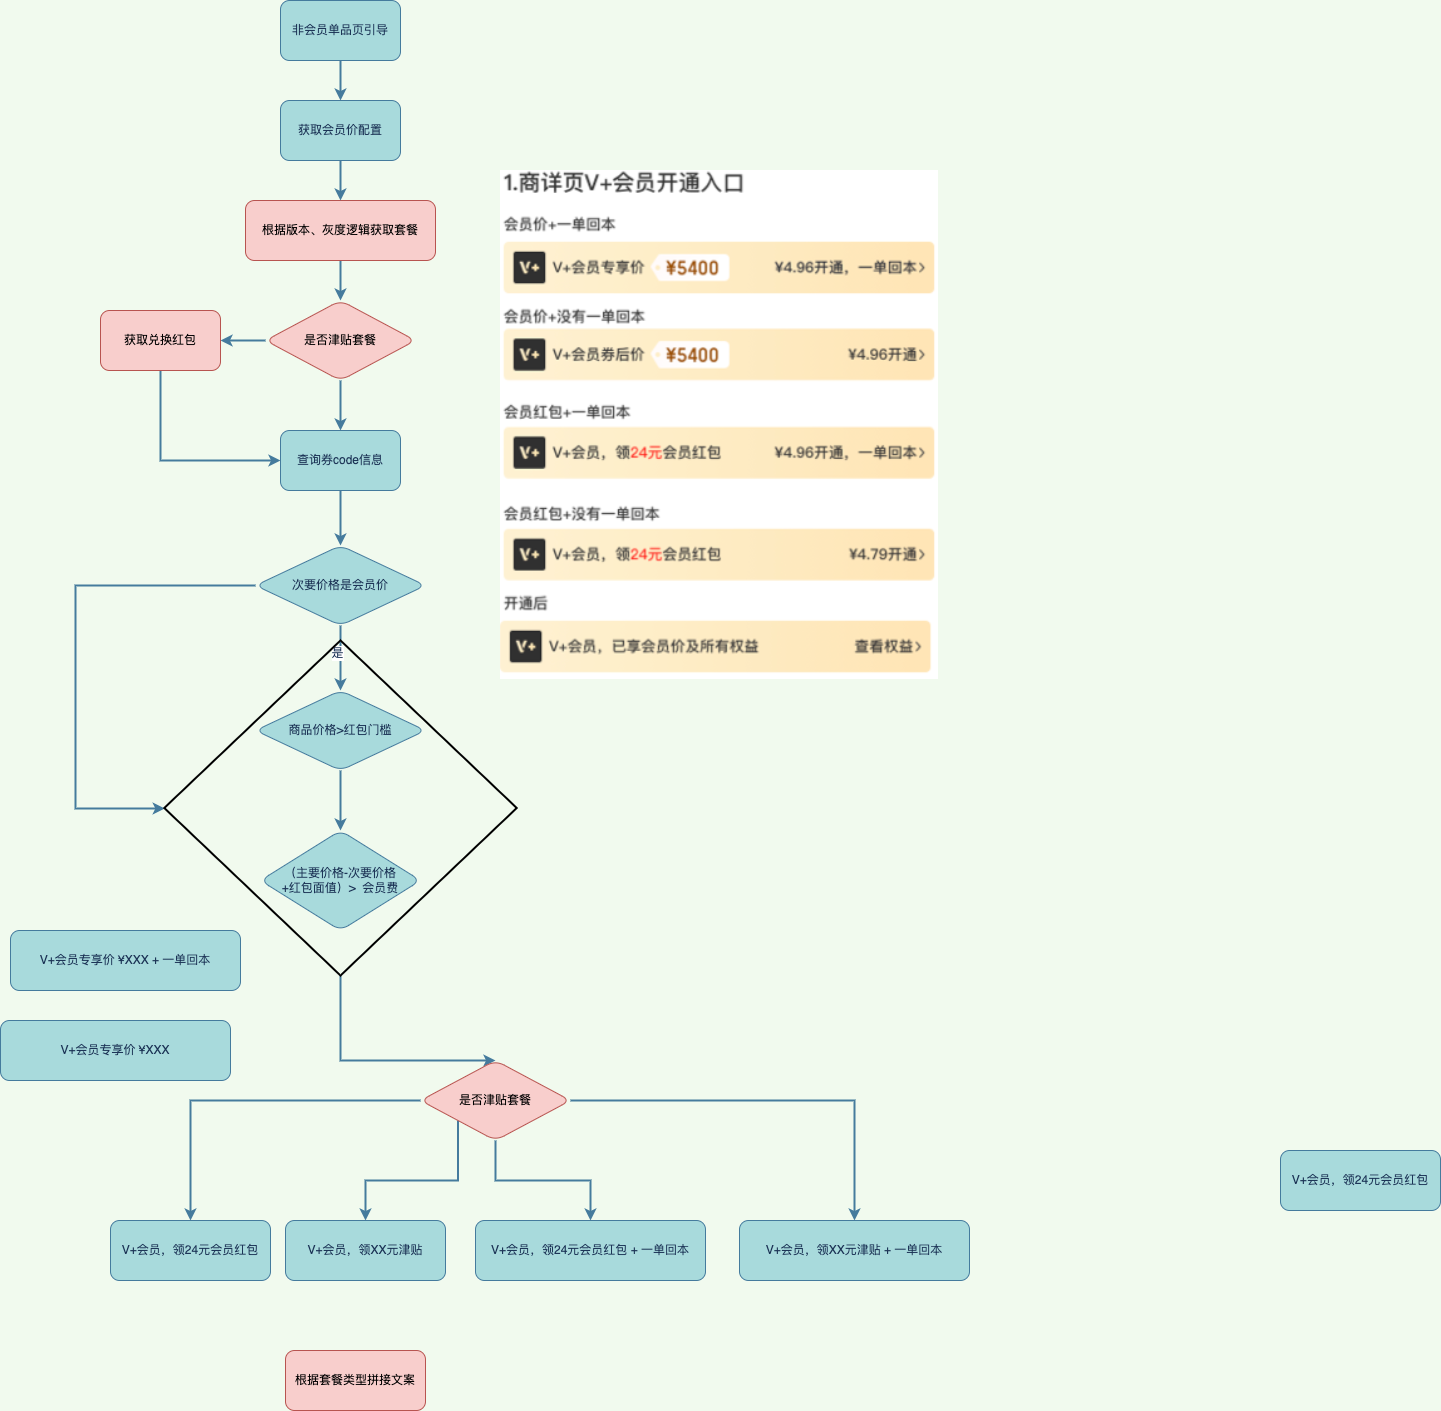 非会员单品页引导
获取会员价配置
根据版本、灰度逻辑获取套餐
是否津贴套餐
获取兑换红包
查询券code信息
次要价格是会员价
是
商品价格>红包门槛
（主要价格-次要价格
+红包面值）> 会员费
1.商详页V+会员开通入口
会员价+一单回本
V+ V+会员专享价 ¥5400 ¥4.96开通，一单回本>
会员价+没有一单回本
V+ V+会员券后价 ¥5400 ¥4.96开通>
会员红包+一单回本
V+ V+会员，领24元会员红包 ¥4.96开通，一单回本>
会员红包+没有一单回本
V+ V+会员，领24元会员红包 ¥4.79开通>
开通后
V+ V+会员，已享会员价及所有权益 查看权益>
V+会员专享价 ¥XXX + 一单回本
V+会员专享价 ¥XXX
是否津贴套餐
V+会员，领24元会员红包
V+会员，领24元会员红包
V+会员，领XX元津贴
V+会员，领24元会员红包 + 一单回本
V+会员，领XX元津贴 + 一单回本
根据套餐类型拼接文案